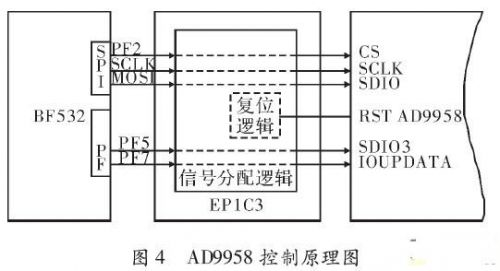 SPI
PF2
SCLK
MOSI
BF532
PF
PF5
PF7
复位
逻辑
信号分配逻辑
EP1C3
CS
SCLK
SDIO
RST AD9958
SDIO3
IOUPDATA
图 4 AD9958 控制原理图